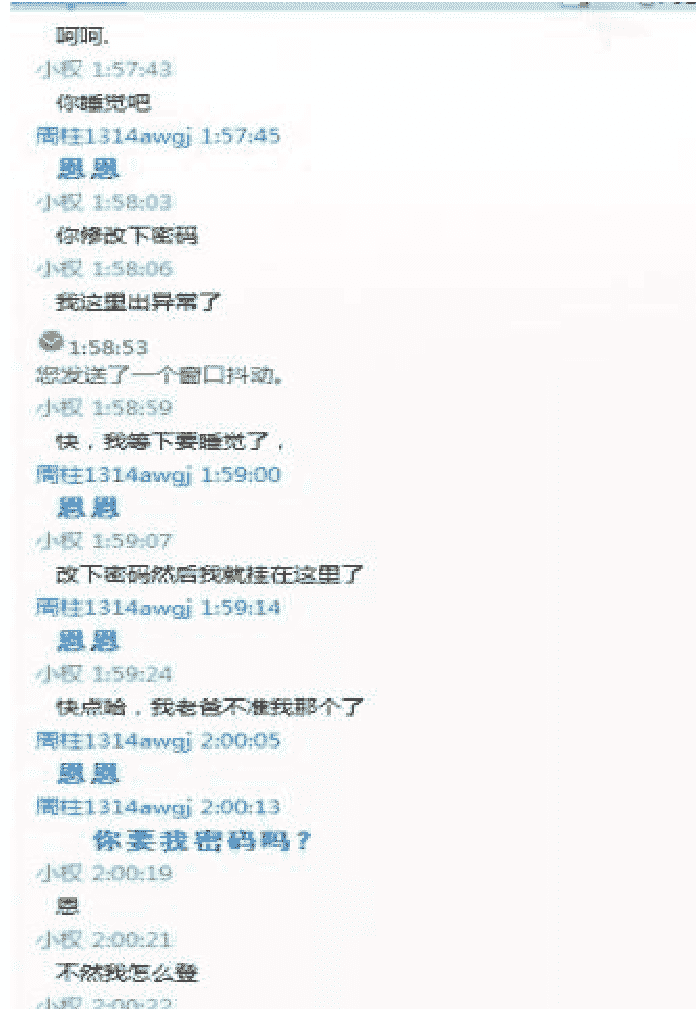 呵呵.
小权 1:57:43
你睡觉吧
周柱1314awgj 1:57:45
恩恩
小权 1:58:03
你修改下密码
小权 1:58:06
我这里出异常了
1:58:53
您发送了一个窗口抖动。
小权 1:58:59
快，我等下要睡觉了，
周柱1314awgj 1:59:00
恩恩
小权 1:59:07
改下密码然后我就挂在这里了
周柱1314awgj 1:59:14
恩恩
小权 1:59:24
快点哈，我老爸不准我那个了
周柱1314awgj 2:00:05
恩恩
周柱1314awgj 2:00:13
你要我密码吗？
小权 2:00:19
恩
小权 2:00:21
不然我怎么登
小权 2:00:22